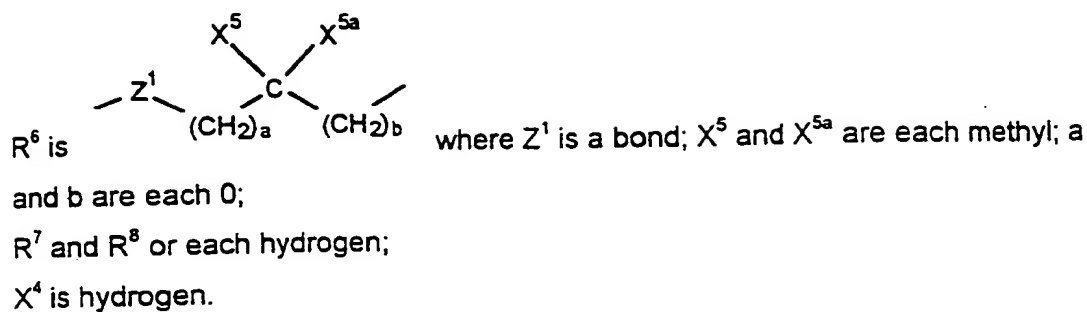 X⁵ X⁵ᵃ
Z¹ C
(CH2)a (CH2)b
R⁶ is where Z¹ is a bond; X⁵ and X⁵ᵃ are each methyl; a
and b are each 0;
R⁷ and R⁸ or each hydrogen;
X⁴ is hydrogen.